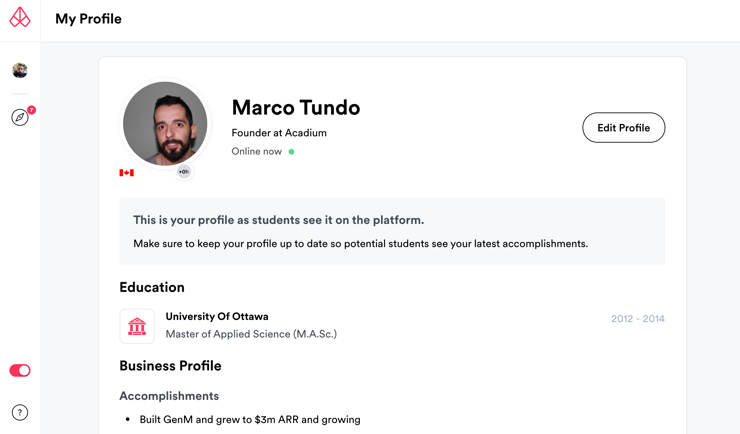 My Profile
7
Marco Tundo
Founder at Acadium
Online now
Edit Profile
+0h
This is your profile as students see it on the platform.
Make sure to keep your profile up to date so potential students see your latest accomplishments.
Education
University Of Ottawa
2012 - 2014
Master of Applied Science (M.A.Sc.)
Business Profile
Accomplishments
• Built GenM and grew to $3m ARR and growing
?